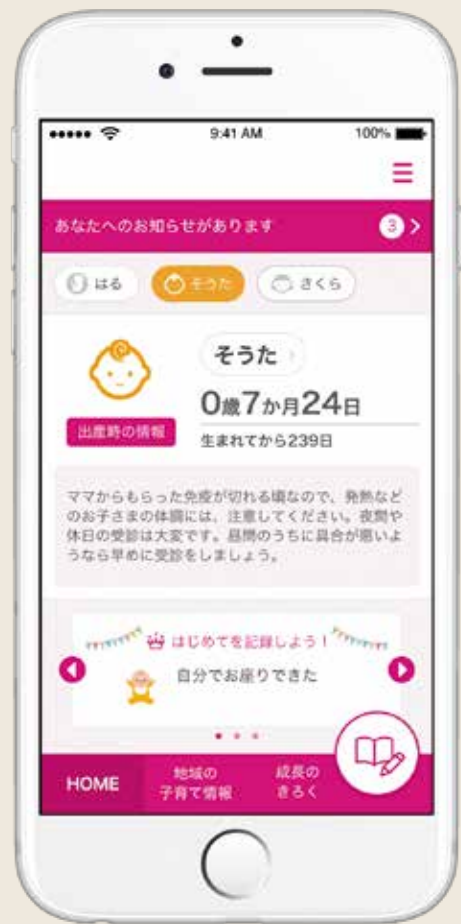 9:41 AM
100%
あなたへのお知らせがあります
3
はる
そうた
さくら
そうた
0歳7か月24日
出産時の情報
生まれてから239日
ママからもらった免疫が切れる頃なので、発熱など
のお子さまの体調には、注意してください。夜間や
休日の受診は大変です。昼間のうちに具合が悪いよ
うなら早めに受診をしましょう。
はじめてを記録しよう!
自分でお座りできた
HOME
地域の
子育て情報
成長の
きろく